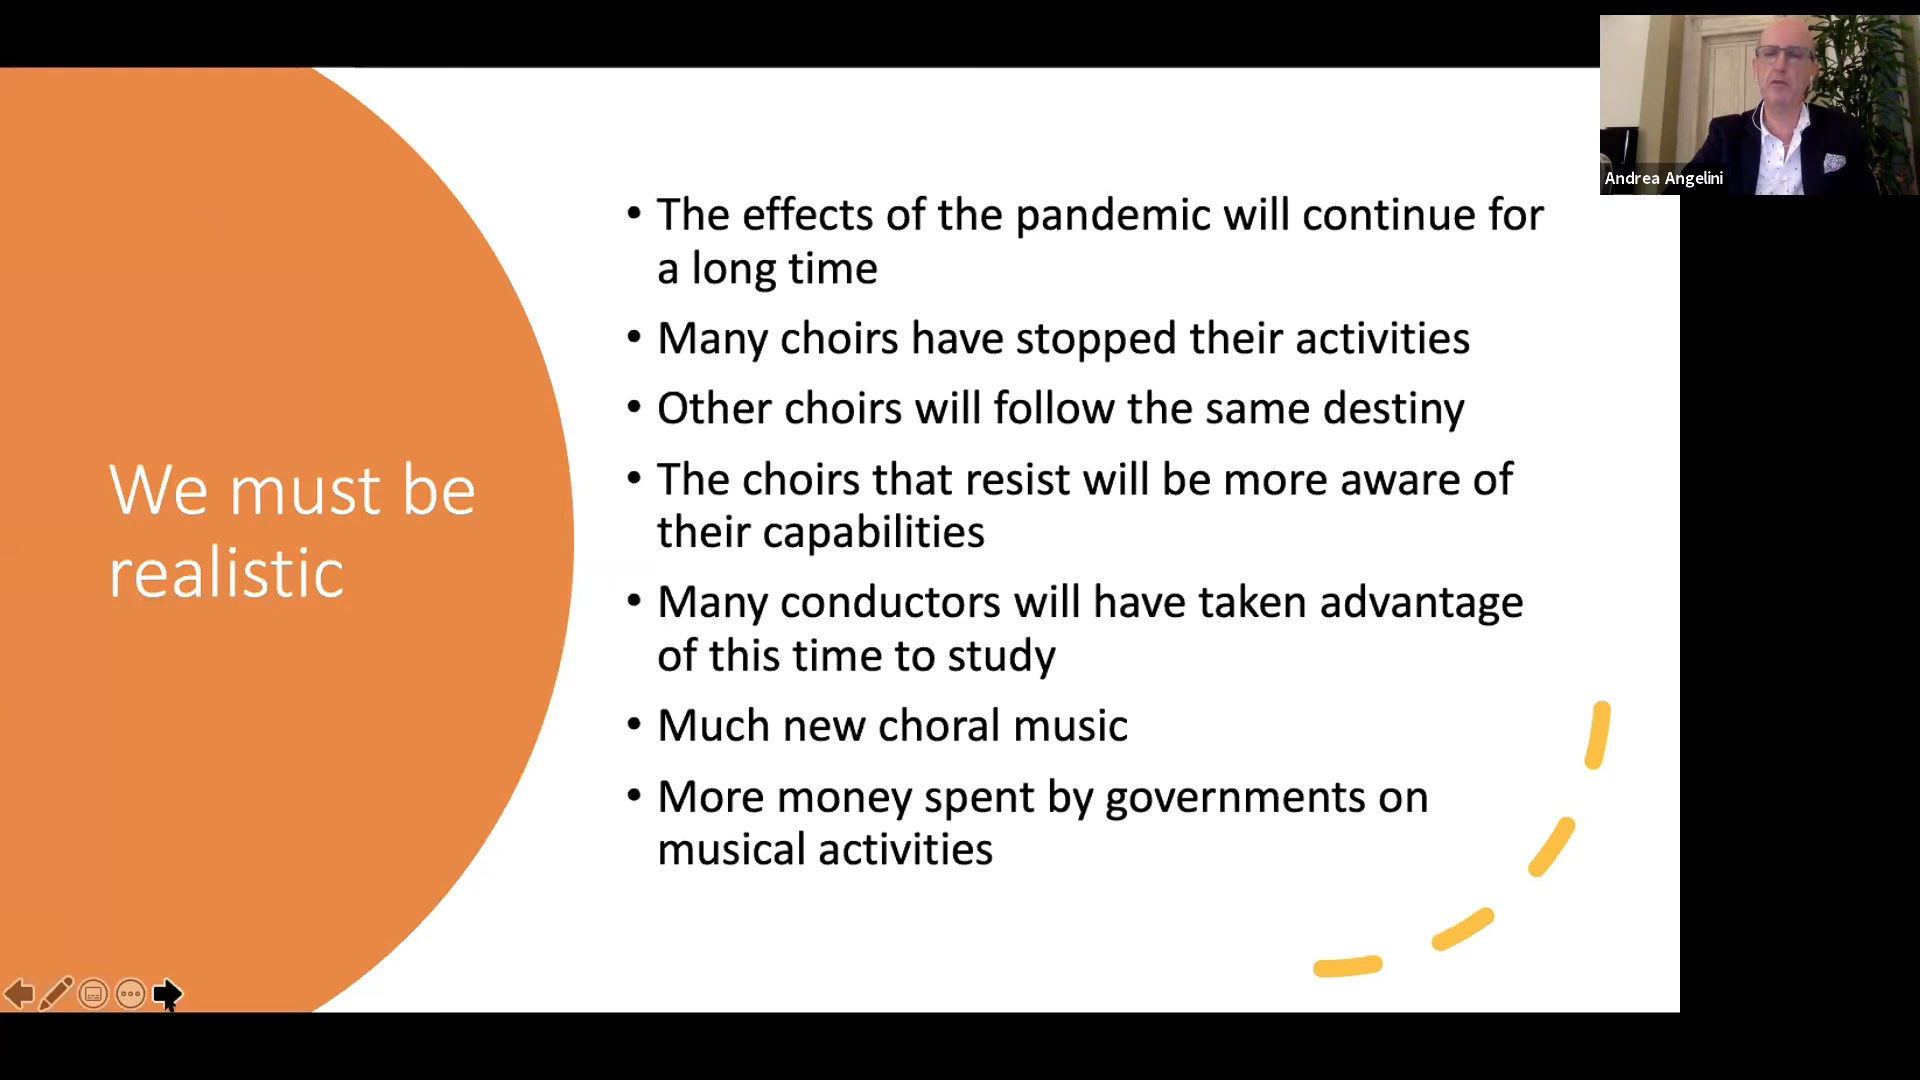 Andrea Angelini
We must be
realistic
• The effects of the pandemic will continue for
a long time
• Many choirs have stopped their activities
• Other choirs will follow the same destiny
• The choirs that resist will be more aware of
their capabilities
• Many conductors will have taken advantage
of this time to study
• Much new choral music
• More money spent by governments on
musical activities